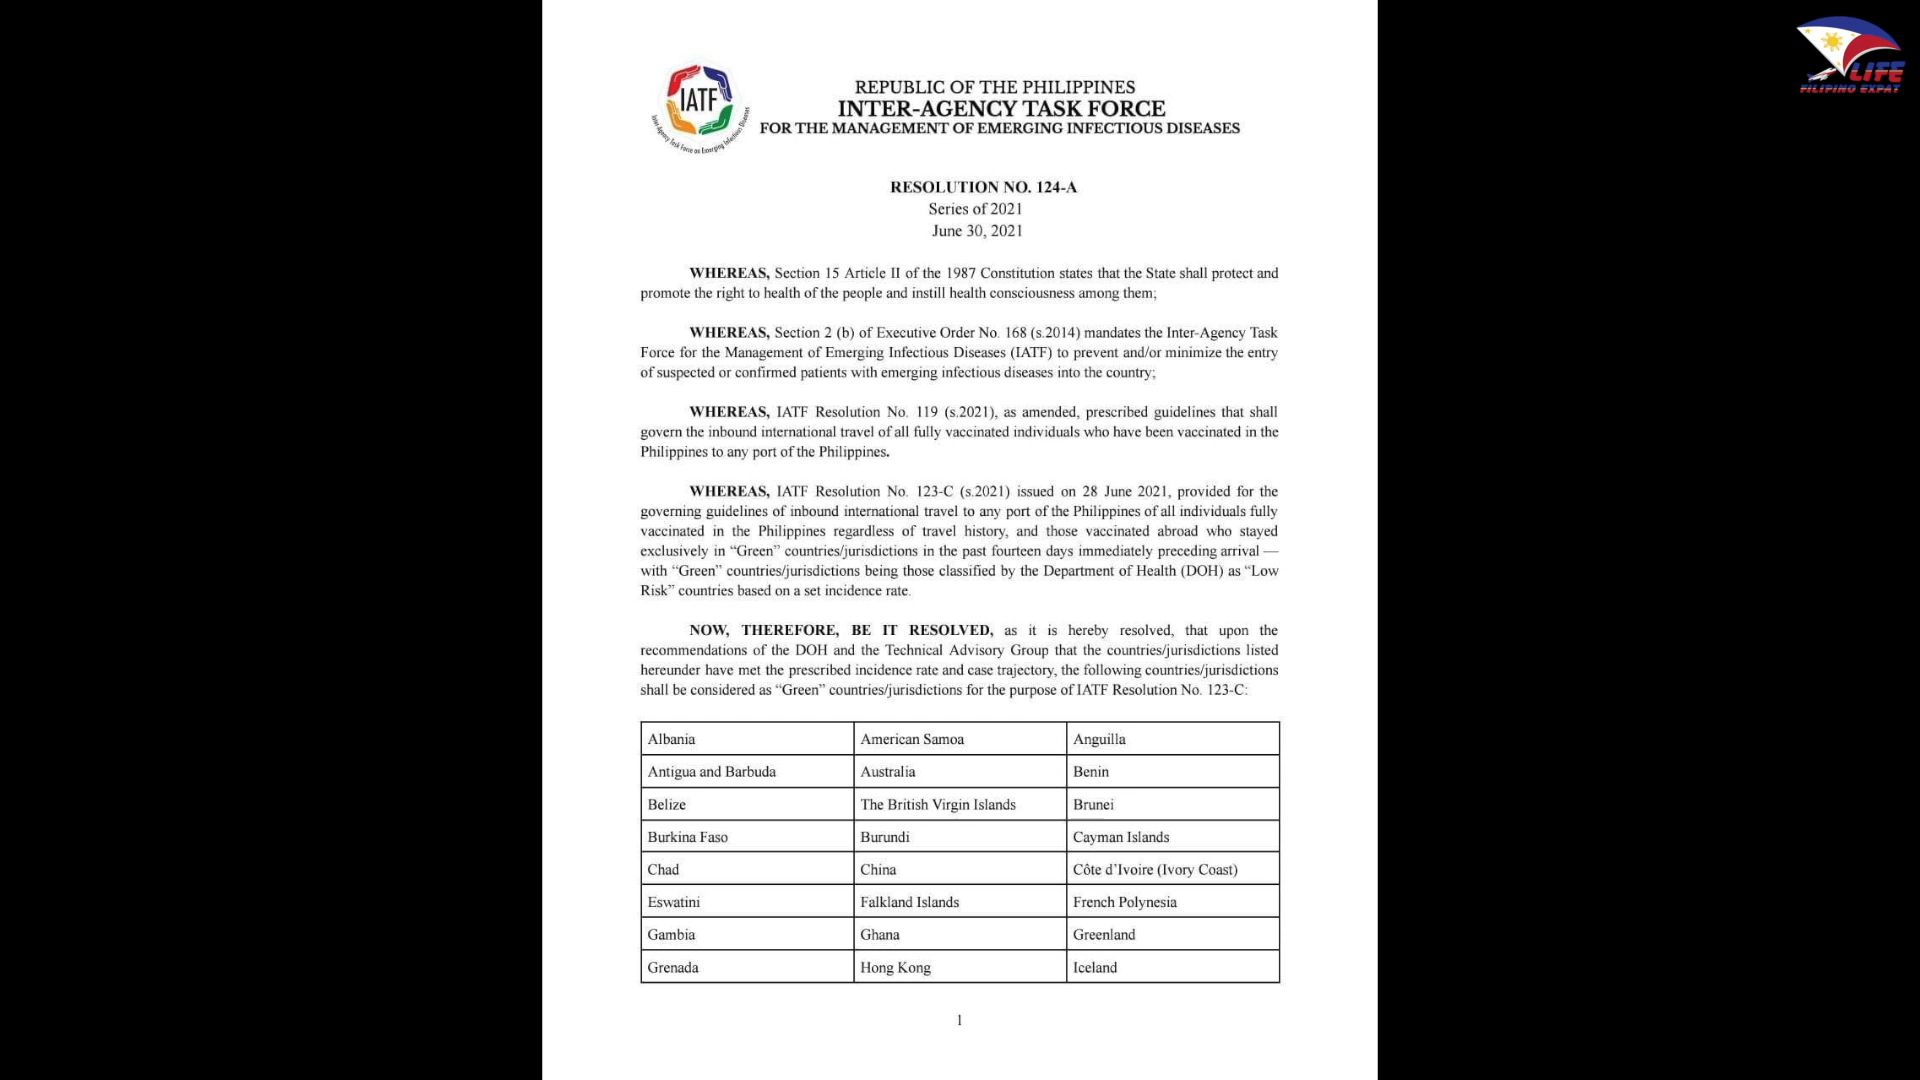 IATF
Inter Agency Task Force on Emerging Infectious Diseases
REPUBLIC OF THE PHILIPPINES
INTER-AGENCY TASK FORCE
FOR THE MANAGEMENT OF EMERGING INFECTIOUS DISEASES
LIFE
FILIPINO EXPAT
RESOLUTION NO. 124-A
Series of 2021
June 30, 2021
WHEREAS, Section 15 Article II of the 1987 Constitution states that the State shall protect and
promote the right to health of the people and instill health consciousness among them;
WHEREAS, Section 2 (b) of Executive Order No. 168 (s.2014) mandates the Inter-Agency Task
Force for the Management of Emerging Infectious Diseases (IATF) to prevent and/or minimize the entry
of suspected or confirmed patients with emerging infectious diseases into the country;
WHEREAS, IATF Resolution No. 119 (s.2021), as amended, prescribed guidelines that shall
govern the inbound international travel of all fully vaccinated individuals who have been vaccinated in the
Philippines to any port of the Philippines.
WHEREAS, IATF Resolution No. 123-C (s.2021) issued on 28 June 2021, provided for the
governing guidelines of inbound international travel to any port of the Philippines of all individuals fully
vaccinated in the Philippines regardless of travel history, and those vaccinated abroad who stayed
exclusively in “Green” countries/jurisdictions in the past fourteen days immediately preceding arrival —
with “Green” countries/jurisdictions being those classified by the Department of Health (DOH) as “Low
Risk” countries based on a set incidence rate.
NOW, THEREFORE, BE IT RESOLVED, as it is hereby resolved, that upon the
recommendations of the DOH and the Technical Advisory Group that the countries/jurisdictions listed
hereunder have met the prescribed incidence rate and case trajectory, the following countries/jurisdictions
shall be considered as “Green” countries/jurisdictions for the purpose of IATF Resolution No. 123-C:
Albania American Samoa Anguilla
Antigua and Barbuda Australia Benin
Belize The British Virgin Islands Brunei
Burkina Faso Burundi Cayman Islands
Chad China Côte d’Ivoire (Ivory Coast)
Eswatini Falkland Islands French Polynesia
Gambia Ghana Greenland
Grenada Hong Kong Iceland
1